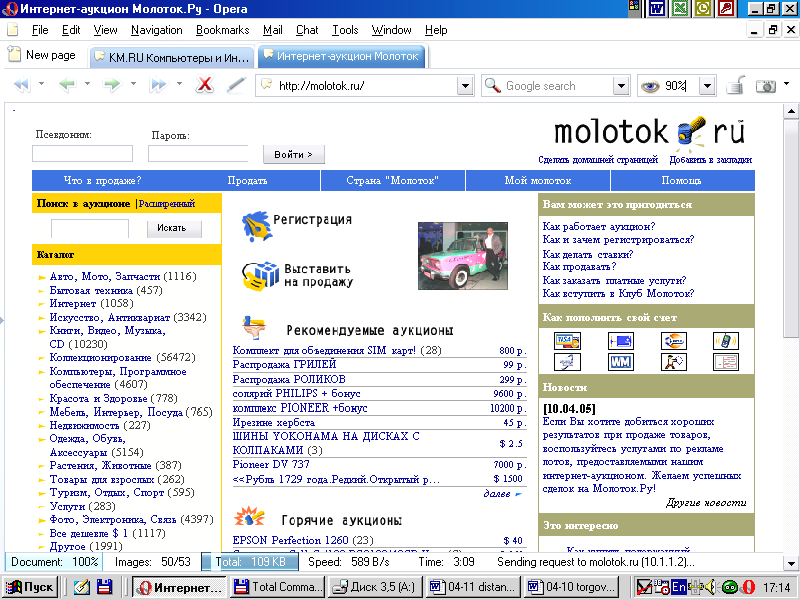 Интернет-аукцион Молоток.Ру - Opera
File Edit View Navigation Bookmarks Mail Chat Tools Window Help
New page KM.RU Компьютеры и Ин... Интернет-аукцион Молоток
http://molotok.ru/ Google search 90%
Псевдоним: Пароль:
Войти >
molotok ru
Сделать домашней страницей Добавить в закладки
Что в продаже? Продать Страна "Молоток" Мой молоток Помощь
Поиск в аукционе |Расширенный
Искать
Каталог
Авто, Мото, Запчасти (1116)
Бытовая техника (457)
Интернет (1058)
Искусство, Антиквариат (3342)
Книги, Видео, Музыка,
CD (10230)
Коллекционирование (56472)
Компьютеры, Программное
обеспечение (4607)
Красота и Здоровье (778)
Мебель, Интерьер, Посуда (765)
Недвижимость (227)
Одежда, Обувь,
Аксессуары (5154)
Растения, Животные (387)
Товары для взрослых (262)
Туризм, Отдых, Спорт (595)
Услуги (283)
Фото, Электроника, Связь (4397)
Все дешевле $ 1 (1117)
Другое (1991)
Регистрация
Выставить
на продажу
Рекомендуемые аукционы
Комплект для объединения SIM карт! (28) 800 р.
Распродажа ГРИЛЕЙ 99 р.
Распродажа РОЛИКОВ 299 р.
солярий PHILIPS + бонус 9600 р.
комплекс PIONEER +бонус 10200 р.
Ирезине хербста 45 р.
ШИНЫ YOKOHAMA НА ДИСКАХ С
КОЛПАКАМИ (3) $ 2.5
Pioneer DV 737 7000 р.
<<Рубль 1729 года.Редкий.Открытый р... $ 1500
далее
Горячие аукционы
EPSON Perfection 1260 (23) $ 40
Вам может это пригодиться
Как работает аукцион?
Как и зачем регистрироваться?
Как делать ставки?
Как продавать?
Как заказать платные услуги?
Как вступить в Клуб Молоток?
Как пополнить свой счет
VISA
WM
Новости
[10.04.05]
Если Вы хотите добиться хороших
результатов при продаже товаров,
воспользуйтесь услугами по рекламе
лотов, предоставляемыми нашим
интернет-аукционом. Желаем успешных
сделок на Молоток.Ру!
Другие новости
Это интересно
Document: 100% Images: 50/53 Total: 109 KB Speed: 589 B/s Time: 3:09 Sending request to molotok.ru (10.1.1.2)...
Пуск Интернет... Total Comma... Диск 3,5 (A:) 04-11 distan... 04-10 torgov... En 17:14